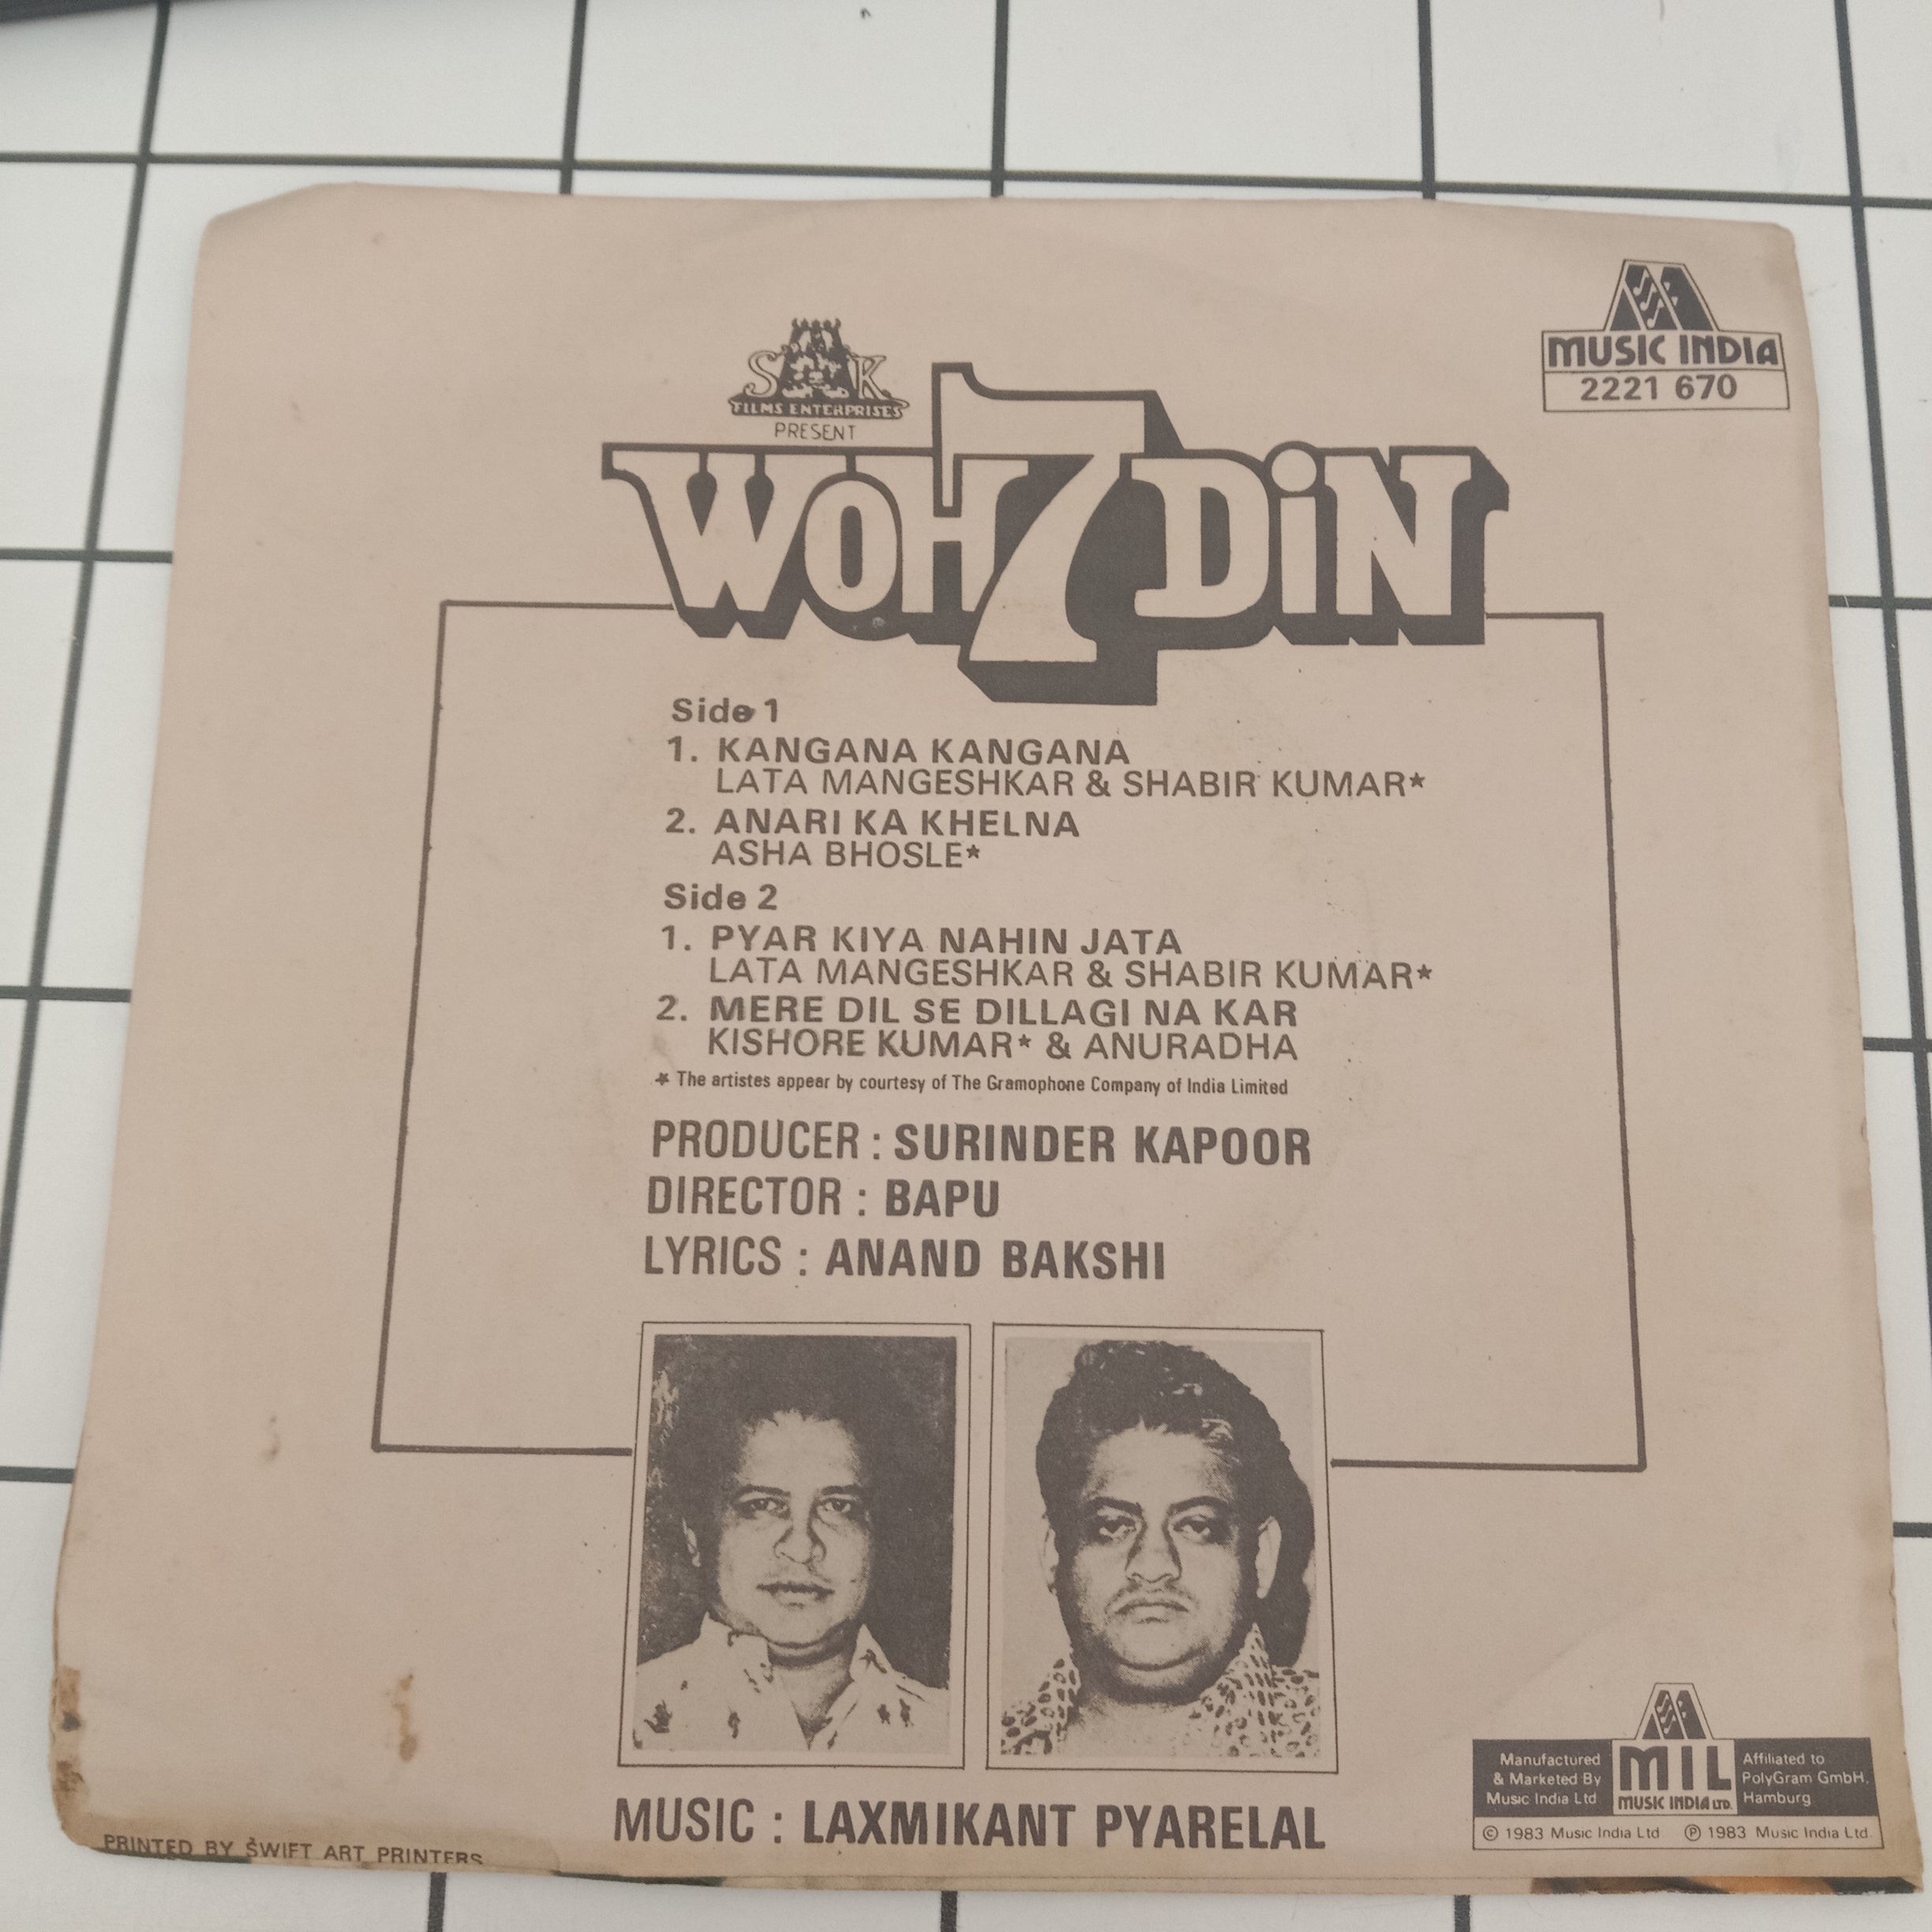 MUSIC INDIA
2221 670
S K
FILMS ENTERPRISES
PRESENT
WOH 7 DiN
Side 1
1. KANGANA KANGANA
LATA MANGESHKAR & SHABIR KUMAR*
2. ANARI KA KHELNA
ASHA BHOSLE*
Side 2
1. PYAR KIYA NAHIN JATA
LATA MANGESHKAR & SHABIR KUMAR*
2. MERE DIL SE DILLAGI NA KAR
KISHORE KUMAR* & ANURADHA
* The artistes appear by courtesy of The Gramophone Company of India Limited
PRODUCER : SURINDER KAPOOR
DIRECTOR : BAPU
LYRICS : ANAND BAKSHI
MUSIC : LAXMIKANT PYARELAL
PRINTED BY SWIFT ART PRINTERS
Manufactured
& Marketed By
Music India Ltd
MIL
MUSIC INDIA LTD.
Affiliated to
PolyGram GmbH,
Hamburg
© 1983 Music India Ltd ℗ 1983 Music India Ltd.